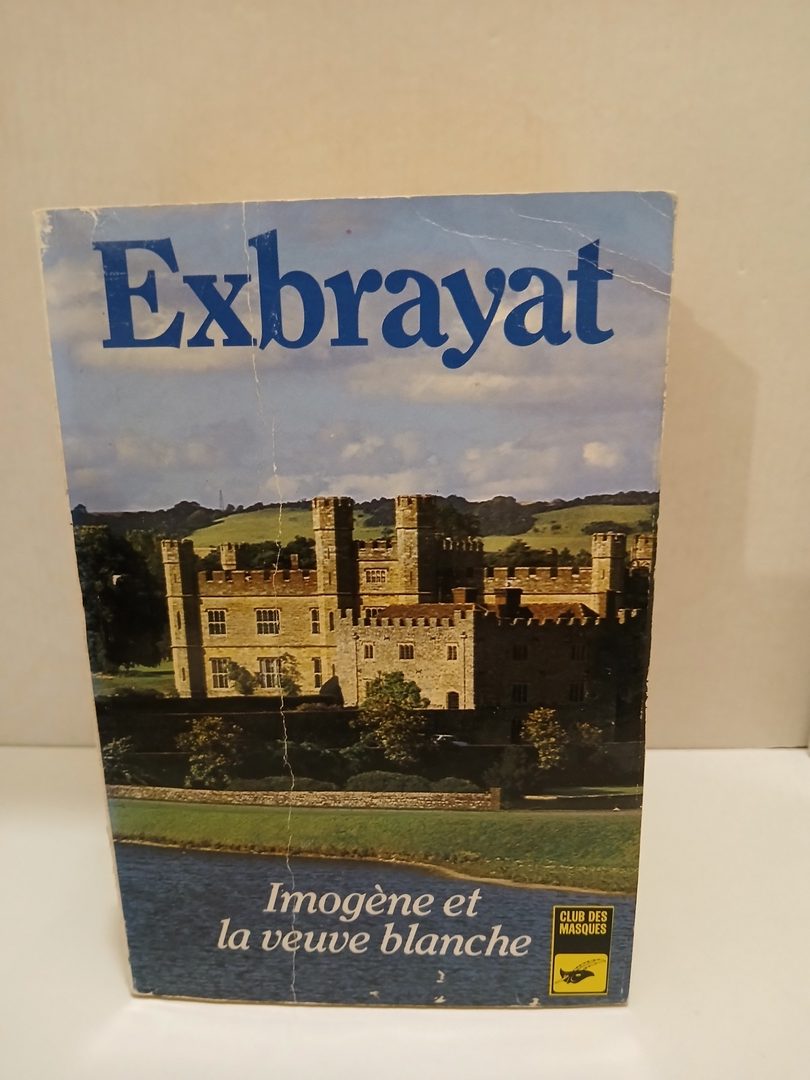 Exbrayat
Imogène et
la veuve blanche
CLUB DES
MASQUES